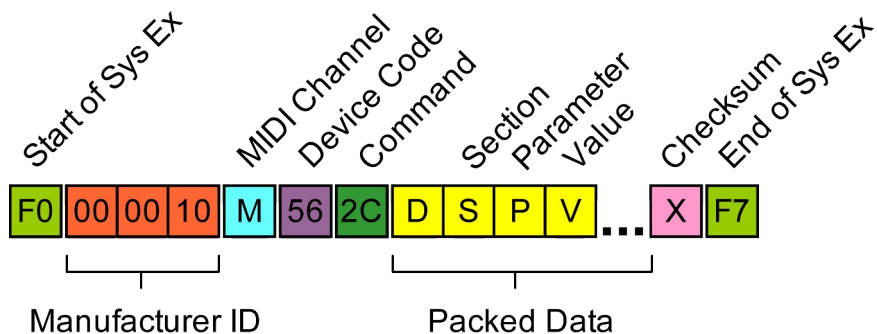 Start of Sys Ex
MIDI Channel
Device Code
Command
Section
Parameter
Value
Checksum
End of Sys Ex
F0 00 00 10 M 56 2C D S P V ... X F7
Manufacturer ID
Packed Data